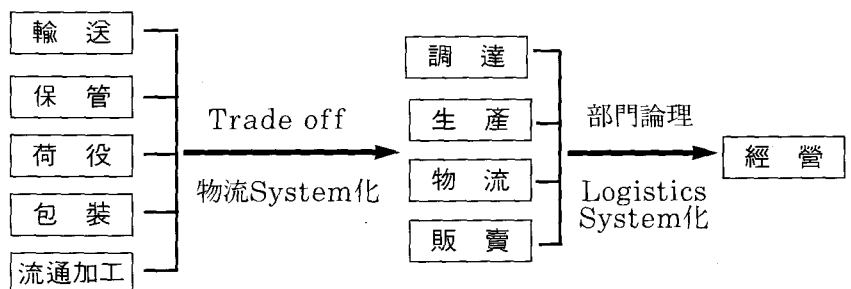 輸 送
保 管
荷 役
包 裝
流通加工
Trade off
物流System化
調 達
生 產
物 流
販 賣
部門論理
Logistics
System化
經 營